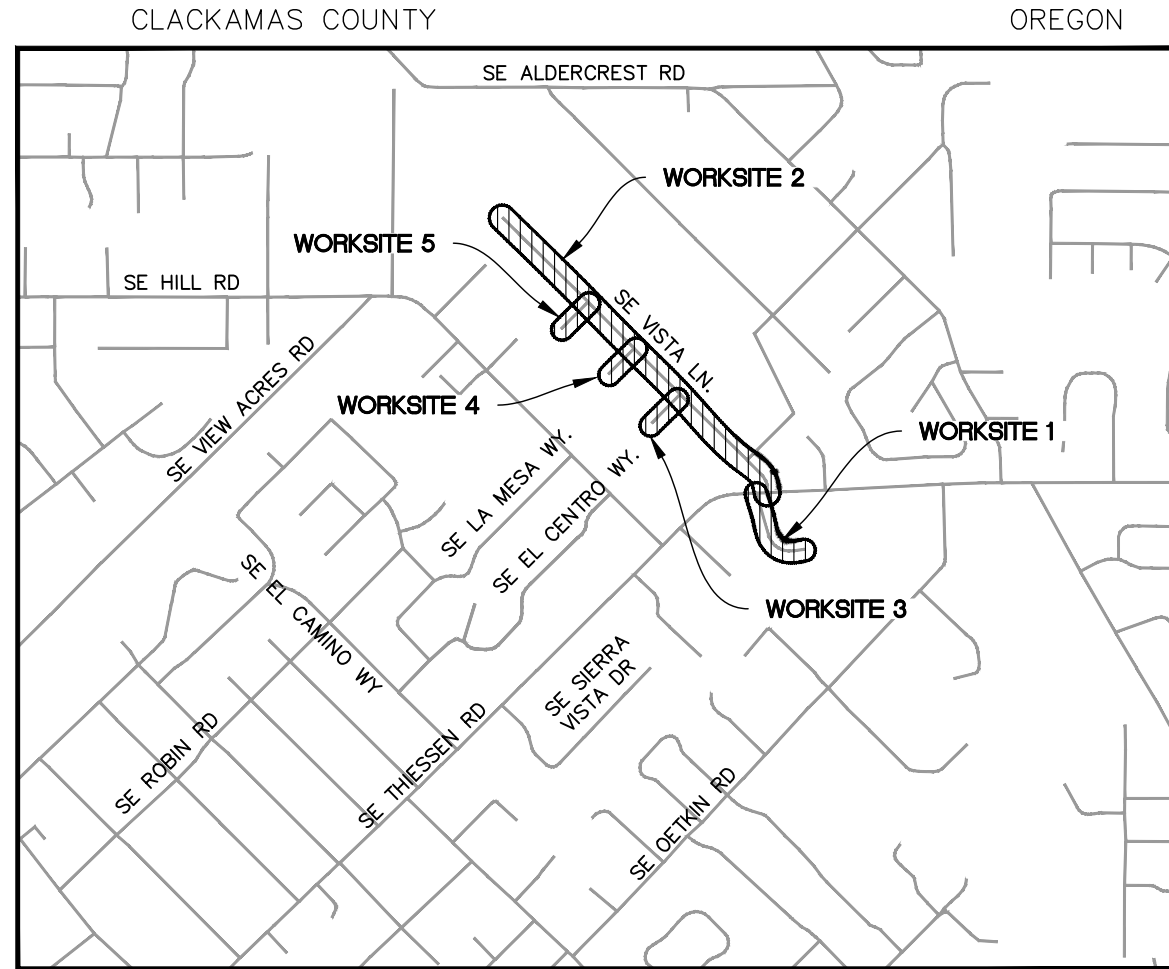 CLACKAMAS COUNTY
OREGON
SE ALDERCREST RD
WORKSITE 2
WORKSITE 5
SE HILL RD
SE VISTA LN.
SE VIEW ACRES RD
WORKSITE 4
WORKSITE 1
SE LA MESA WY.
SE EL CENTRO WY.
SE EL CAMINO WY
WORKSITE 3
SE SIERRA
VISTA DR
SE ROBIN RD
SE THIESSEN RD
SE OETKIN RD